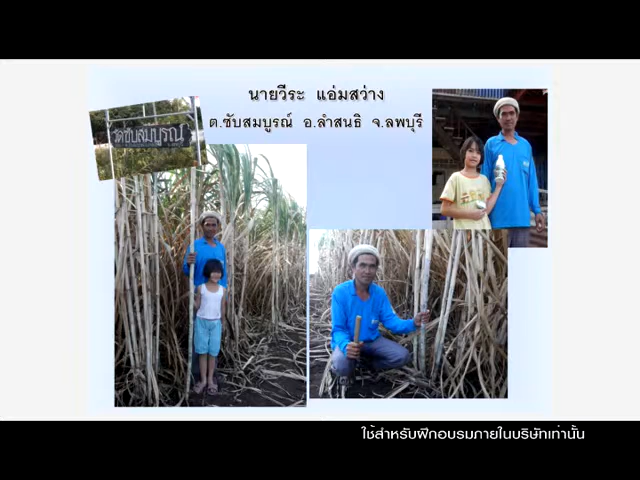 นายวีระ แอ่มสว่าง
ต.ซับสมบูรณ์ อ.ลำสนธิ จ.ลพบุรี
วัดซับสมบูรณ์
ใช้สำหรับฝึกอบรมภายในบริษัทเท่านั้น